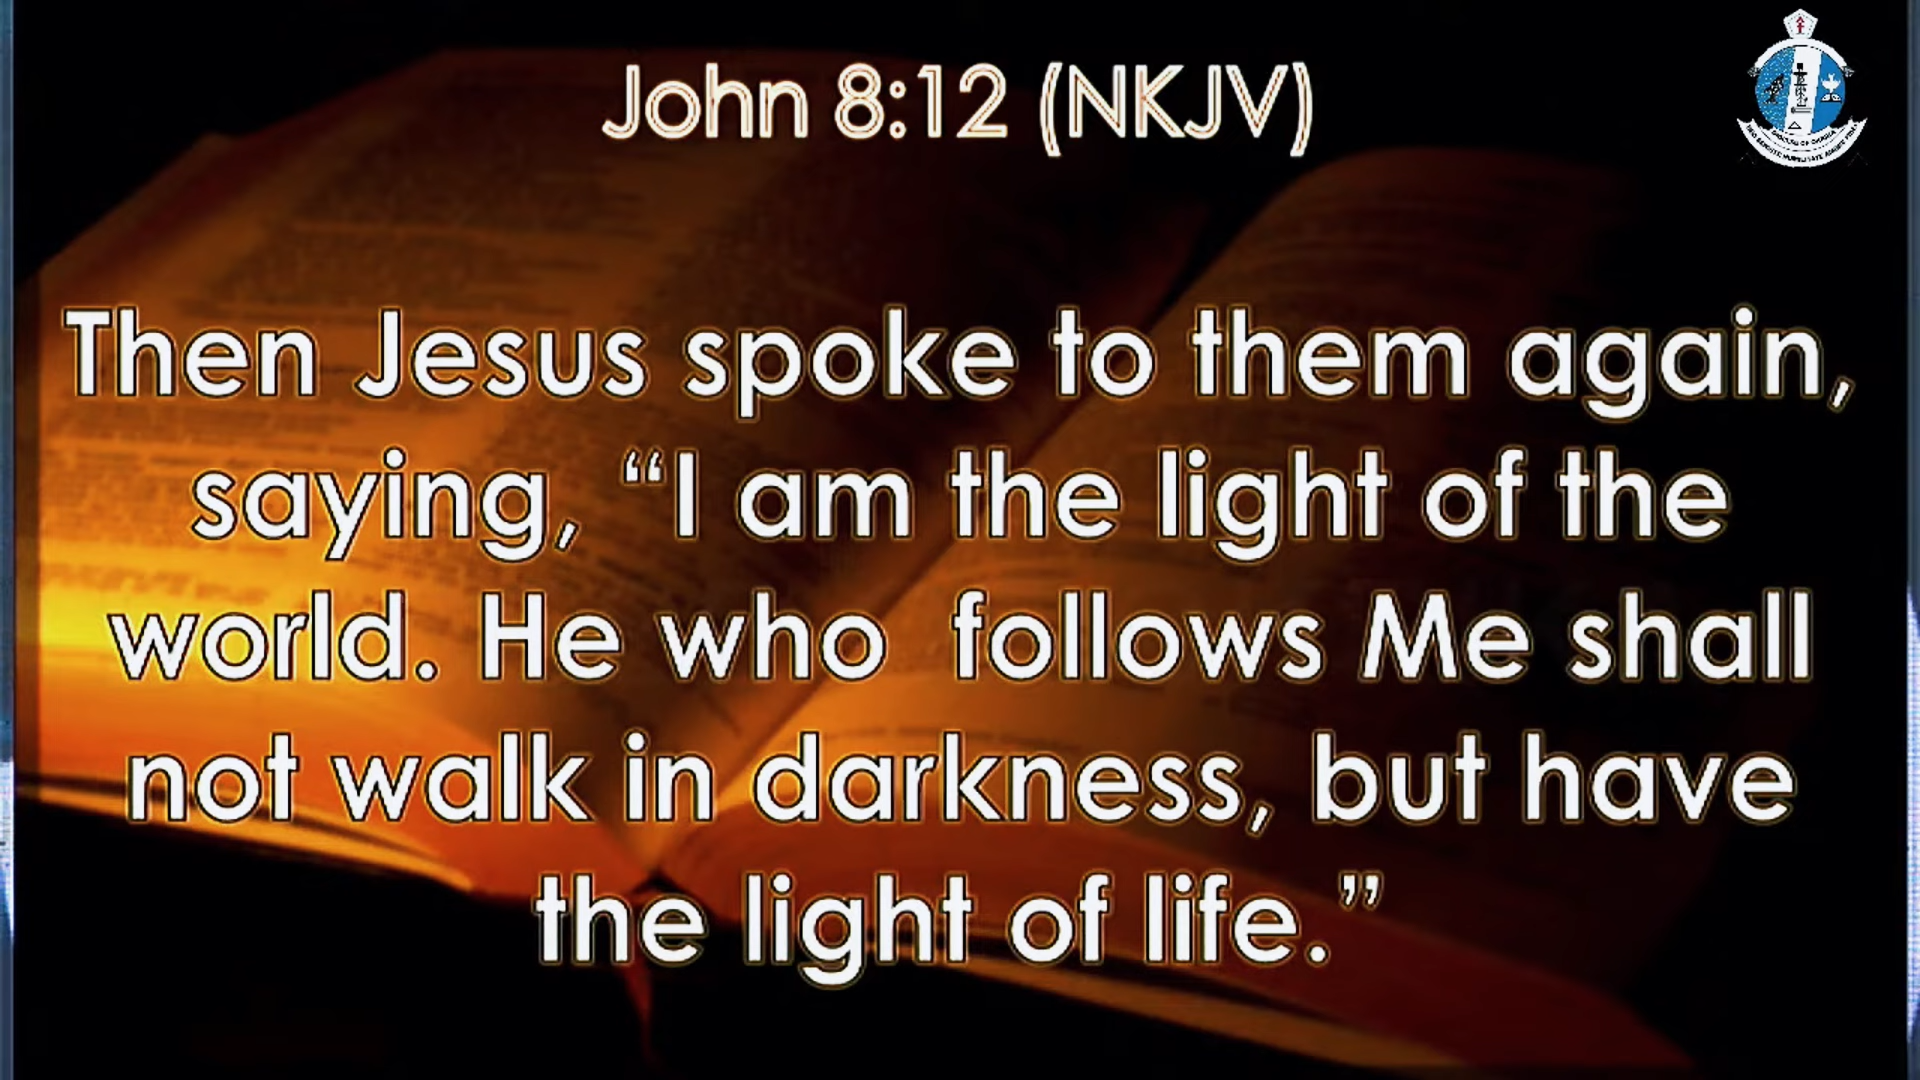 John 8:12 (NKJV)
Then Jesus spoke to them again,
saying, “I am the light of the
world. He who follows Me shall
not walk in darkness, but have
the light of life.”